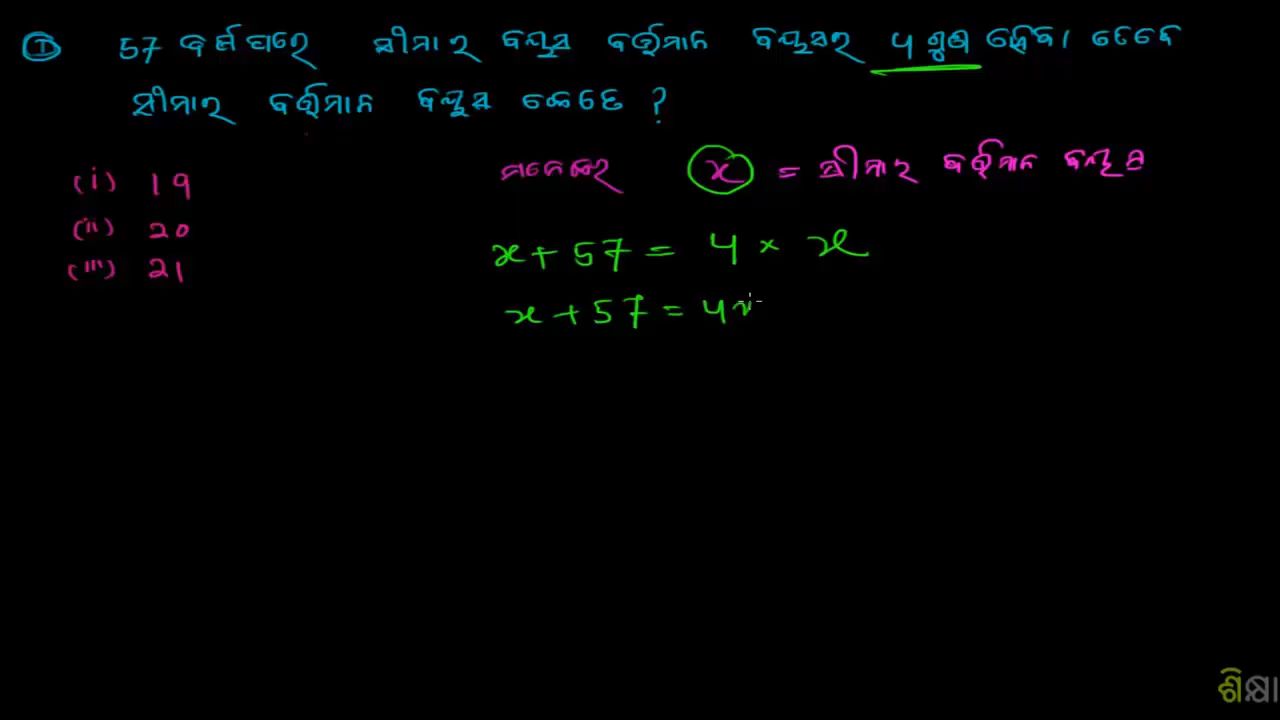 ① 57 ବର୍ଷ ପରେ ସୀମାର ବୟସ ବର୍ତ୍ତମାନ ବୟସର 4 ଗୁଣ ହେବ। ତେବେ
ସୀମାର ବର୍ତ୍ତମାନ ବୟସ କେତେ ?
(i) 19
(ii) 20
(iii) 21
ମନେକର x = ସୀମାର ବର୍ତ୍ତମାନ ବୟସ
x + 57 = 4 × x
x + 57 = 4x
ଶିକ୍ଷା